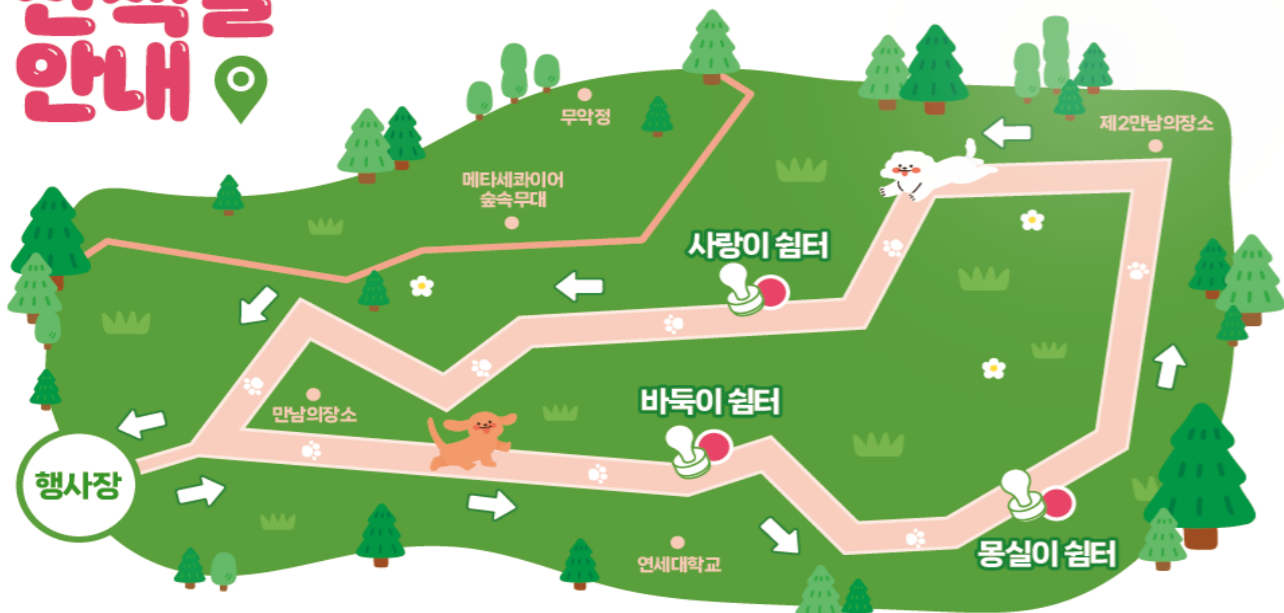 안내
무악정
제2만남의장소
메타세콰이어
숲속무대
사랑이 쉼터
만남의장소
바둑이 쉼터
행사장
연세대학교
몽실이 쉼터